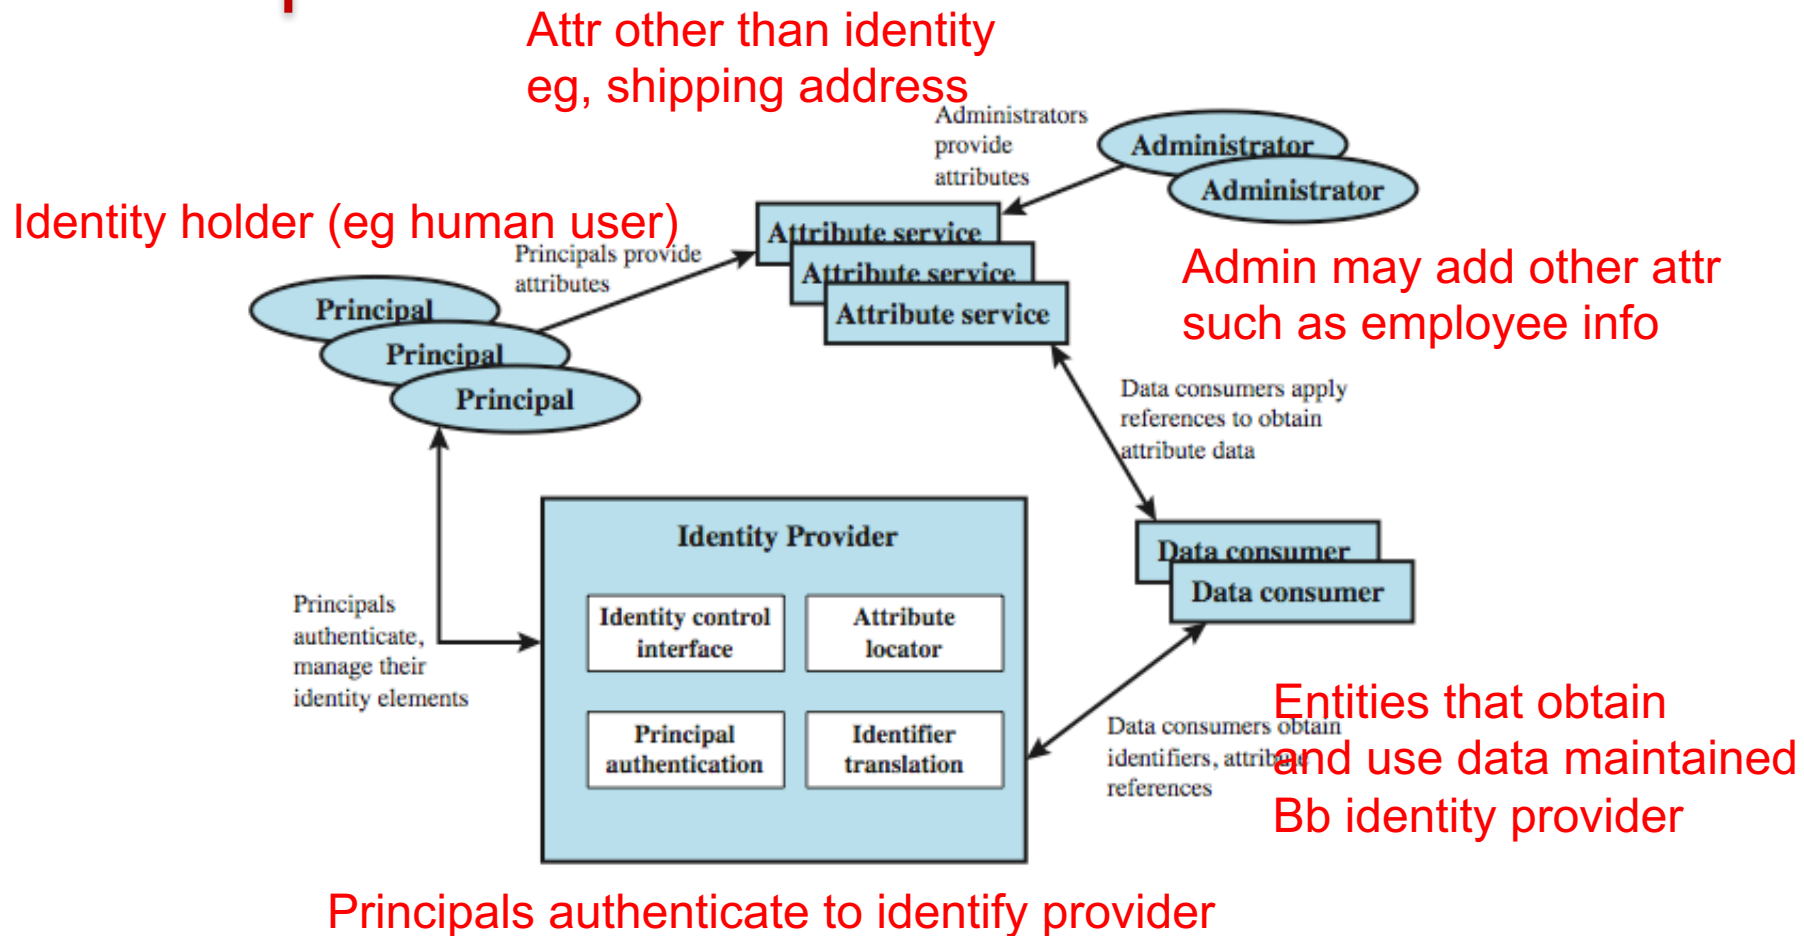 Attr other than identity
eg, shipping address
Administrators
provide
attributes
Administrator
Administrator
Identity holder (eg human user)
Principals provide
attributes
Attribute service
Attribute service
Attribute service
Admin may add other attr
such as employee info
Principal
Principal
Principal
Data consumers apply
references to obtain
attribute data
Identity Provider
Data consumer
Data consumer
Identity control
interface
Attribute
locator
Principals
authenticate,
manage their
identity elements
Principal
authentication
Identifier
translation
Data consumers obtain
identifiers, attribute
references
Entities that obtain
and use data maintained
Bb identity provider
Principals authenticate to identify provider